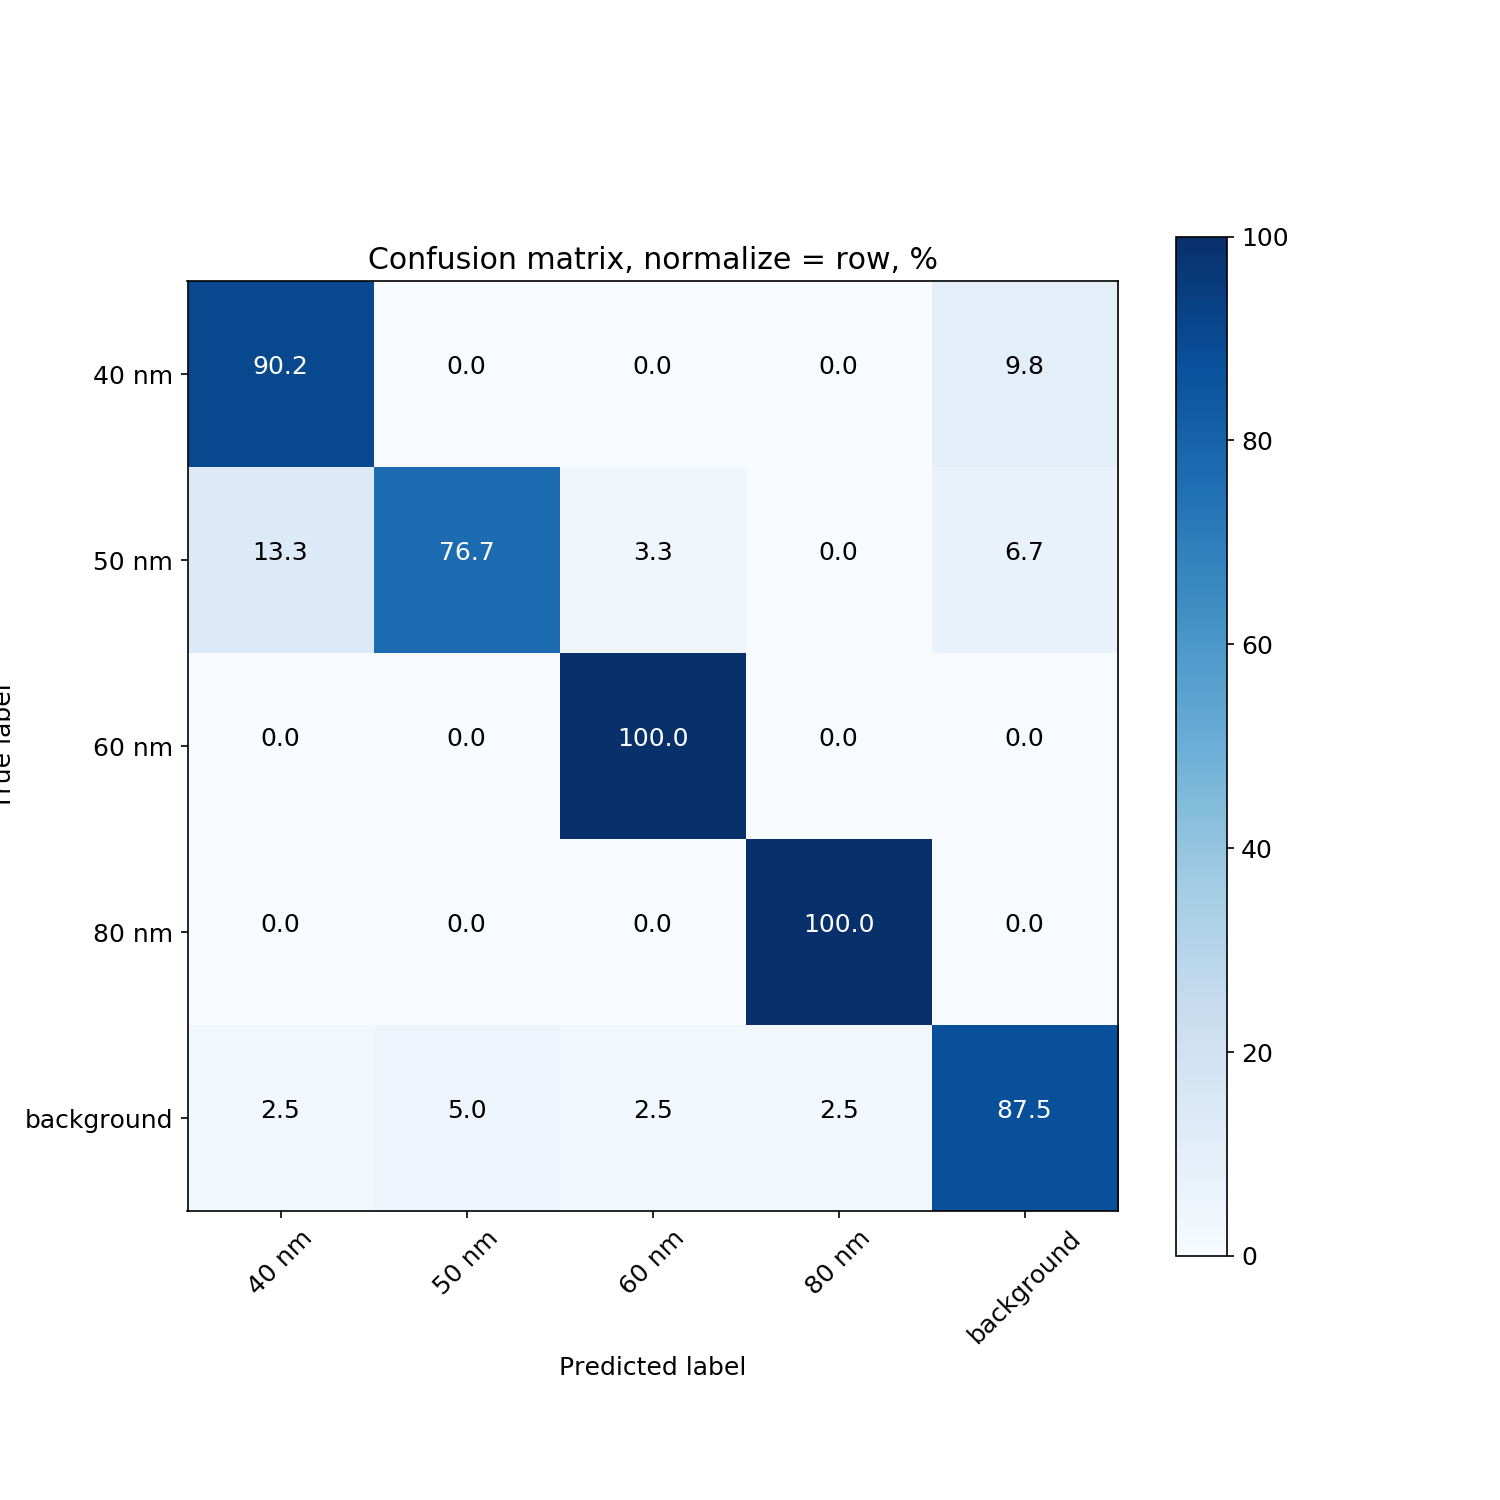 Confusion matrix, normalize = row, %
100
80
60
40
20
0
True label
40 nm 90.2 0.0 0.0 0.0 9.8
50 nm 13.3 76.7 3.3 0.0 6.7
60 nm 0.0 0.0 100.0 0.0 0.0
80 nm 0.0 0.0 0.0 100.0 0.0
background 2.5 5.0 2.5 2.5 87.5
40 nm 50 nm 60 nm 80 nm background
Predicted label